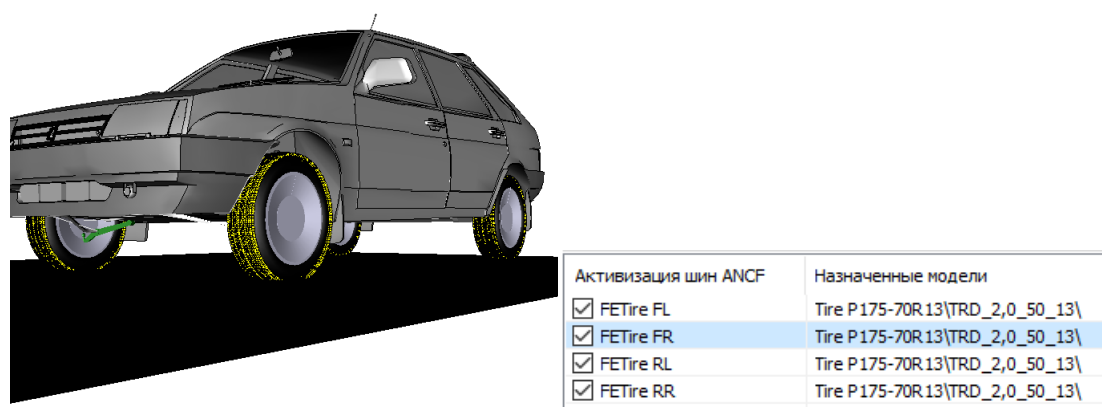 Активизация шин ANCF Назначенные модели
FETire FL Tire P175-70R13\TRD_2,0_50_13\
FETire FR Tire P175-70R13\TRD_2,0_50_13\
FETire RL Tire P175-70R13\TRD_2,0_50_13\
FETire RR Tire P175-70R13\TRD_2,0_50_13\